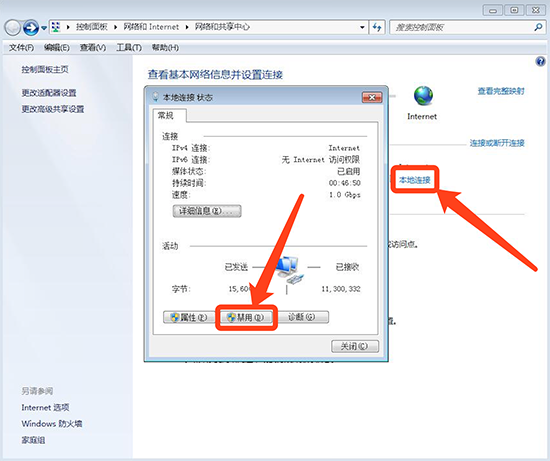 控制面板 ▸ 网络和 Internet ▸ 网络和共享中心
搜索控制面板
文件(F) 编辑(E) 查看(V) 工具(T) 帮助(H)
控制面板主页
更改适配器设置
更改高级共享设置
查看基本网络信息并设置连接
查看完整映射
Internet
连接或断开连接
本地连接
访问点。
置。
本地连接 状态
常规
连接
IPv4 连接: Internet
IPv6 连接: 无 Internet 访问权限
媒体状态: 已启用
持续时间: 00:46:50
速度: 1.0 Gbps
详细信息(E)...
活动
已发送 已接收
字节: 15,60 11,300,332
属性(P) 禁用(D) 诊断(G)
关闭(C)
另请参阅
Internet 选项
Windows 防火墙
家庭组